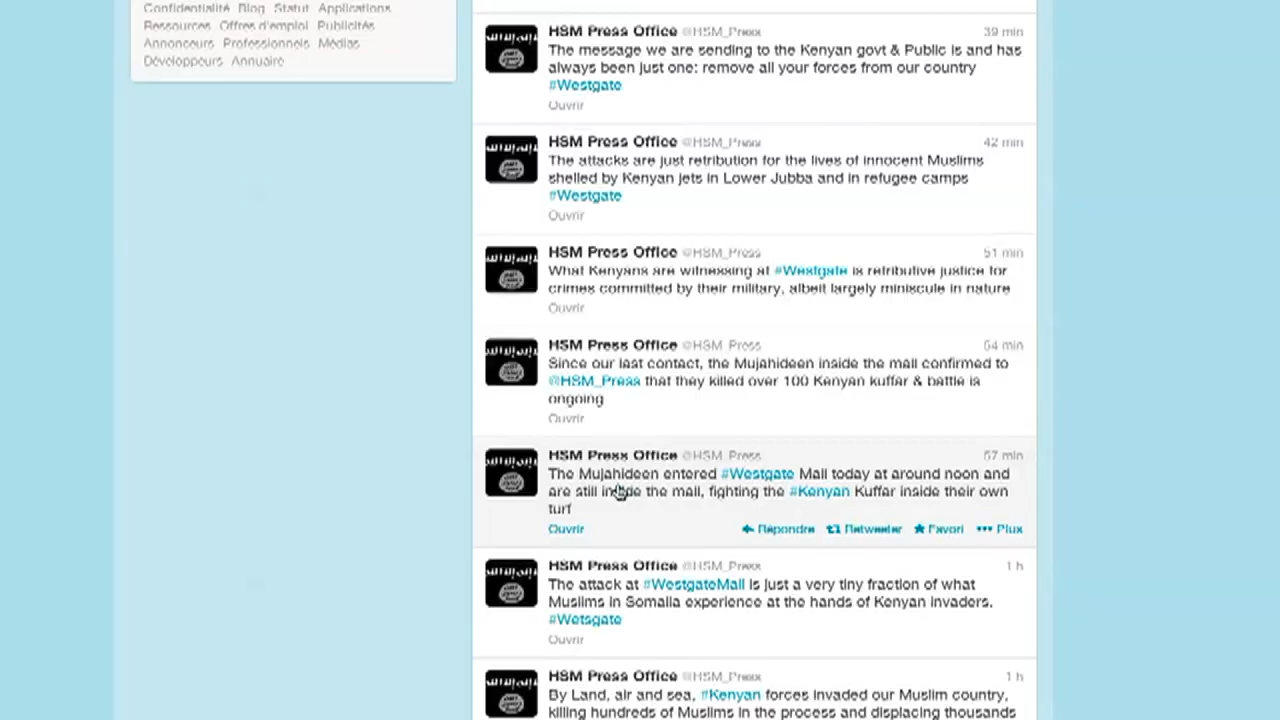 Confidentialité Blog Statut Applications
Ressources Offres d'emploi Publicités
Annonceurs Professionnels Médias
Développeurs Annuaire
HSM Press Office @HSM_Press 39 min
The message we are sending to the Kenyan govt & Public is and has
always been just one: remove all your forces from our country
#Westgate
Ouvrir
HSM Press Office @HSM_Press 42 min
The attacks are just retribution for the lives of innocent Muslims
shelled by Kenyan jets in Lower Jubba and in refugee camps
#Westgate
Ouvrir
HSM Press Office @HSM_Press 51 min
What Kenyans are witnessing at #Westgate is retributive justice for
crimes committed by their military, albeit largely miniscule in nature
Ouvrir
HSM Press Office @HSM_Press 54 min
Since our last contact, the Mujahideen inside the mall confirmed to
@HSM_Press that they killed over 100 Kenyan kuffar & battle is
ongoing
Ouvrir
HSM Press Office @HSM_Press 57 min
The Mujahideen entered #Westgate Mall today at around noon and
are still inside the mall, fighting the #Kenyan Kuffar inside their own
turf
Ouvrir Répondre Retweeter Favori Plus
HSM Press Office @HSM_Press 1 h
The attack at #WestgateMall is just a very tiny fraction of what
Muslims in Somalia experience at the hands of Kenyan invaders.
#Wetsgate
Ouvrir
HSM Press Office @HSM_Press 1 h
By Land, air and sea, #Kenyan forces invaded our Muslim country,
killing hundreds of Muslims in the process and displacing thousands